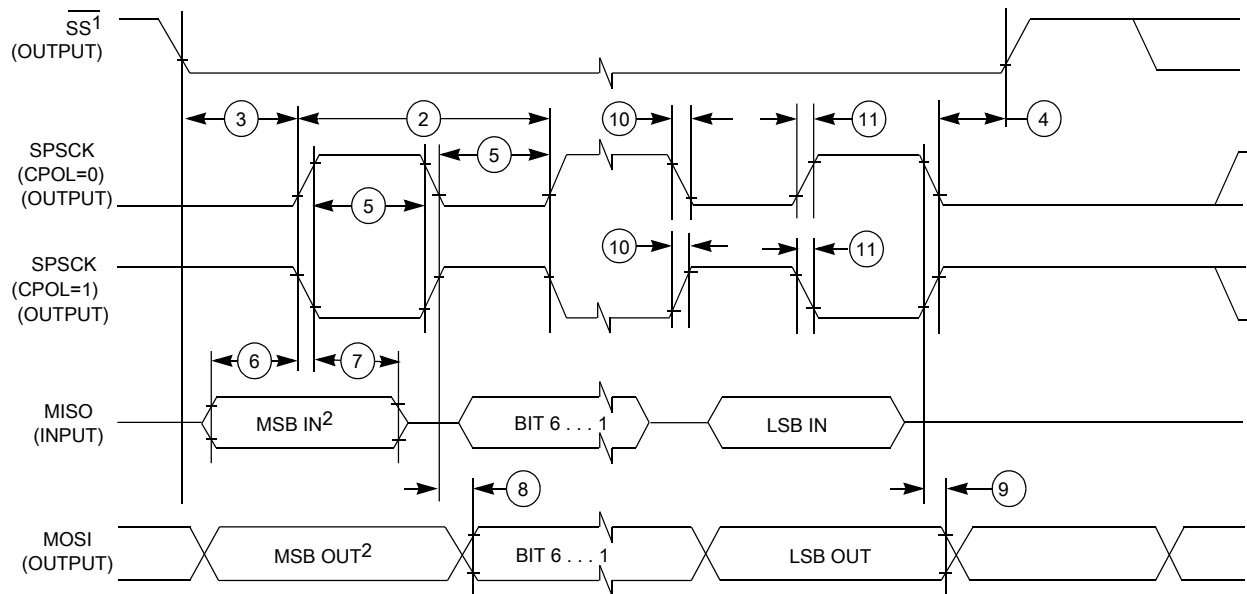 SS¹
(OUTPUT)
3
2
10
11
4
SPSCK
(CPOL=0)
(OUTPUT)
5
5
10
11
SPSCK
(CPOL=1)
(OUTPUT)
6
7
MISO
(INPUT)
MSB IN²
BIT 6 . . . 1
LSB IN
8
9
MOSI
(OUTPUT)
MSB OUT²
BIT 6 . . . 1
LSB OUT